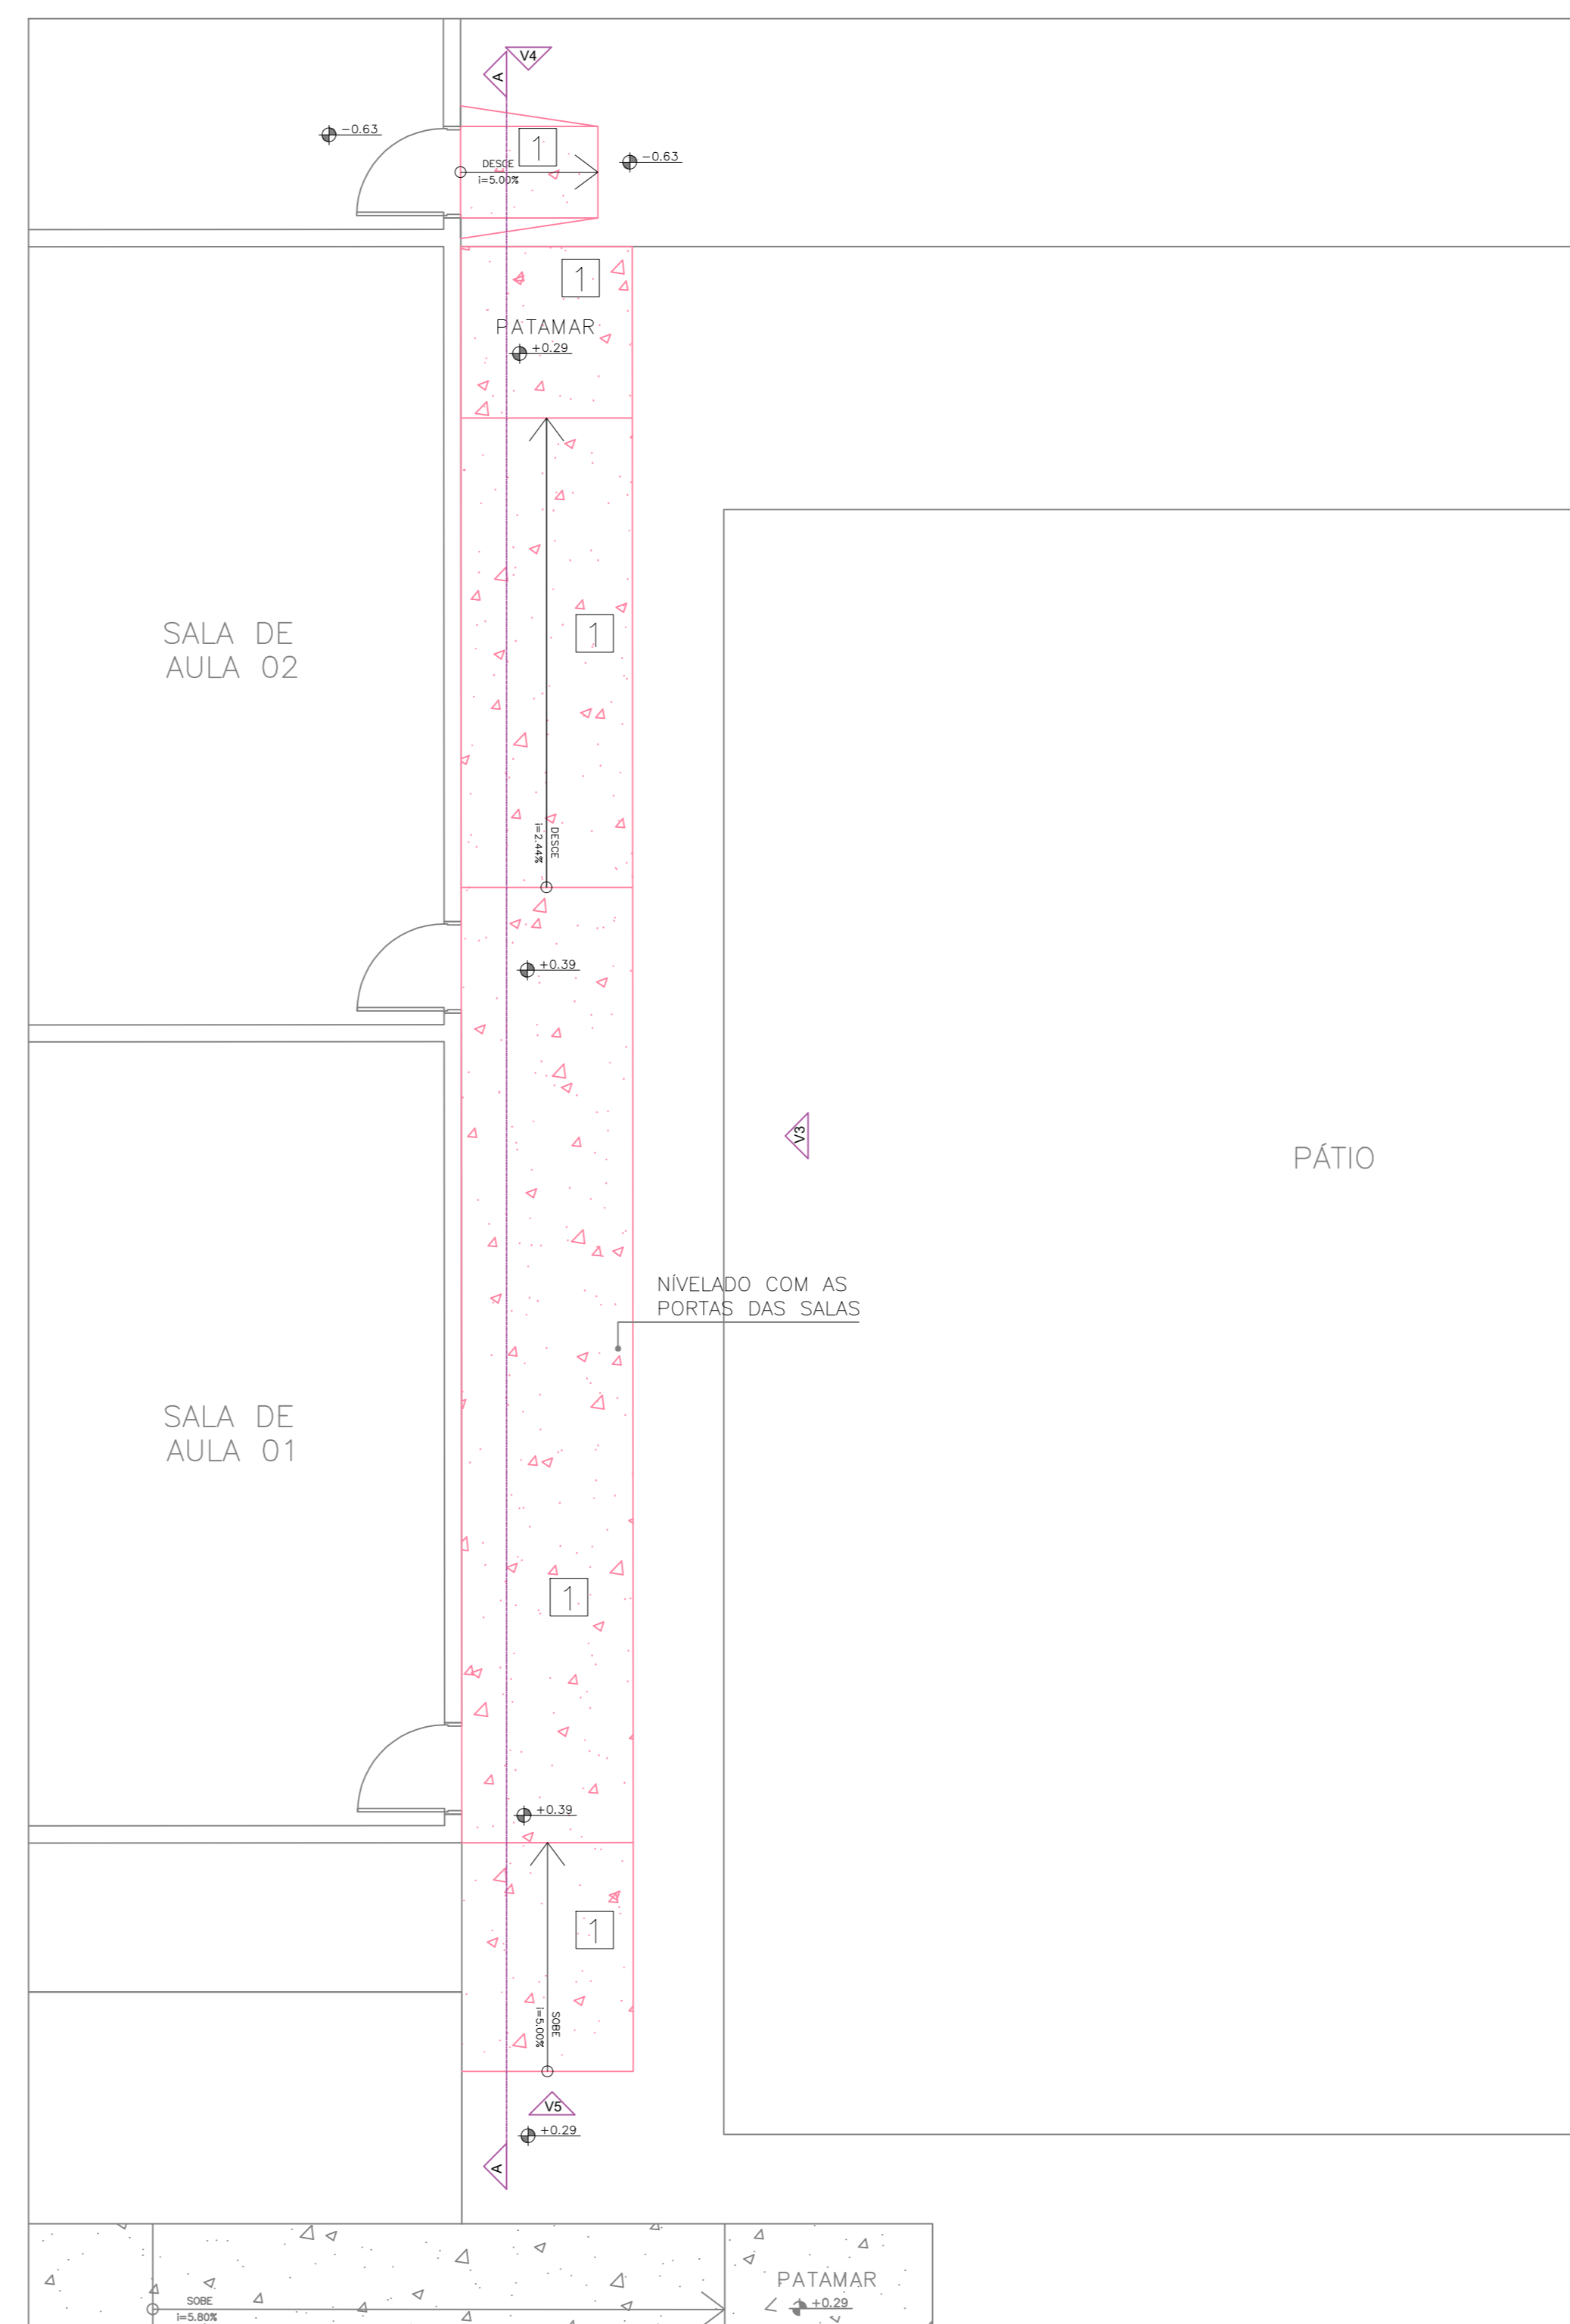 V4
A
-0.63
1
DESCE
i=5.00%
-0.63
1
PATAMAR
+0.29
SALA DE
AULA 02
1
DESCE
i=2.44%
+0.39
V3
PÁTIO
NÍVELADO COM AS
PORTAS DAS SALAS
SALA DE
AULA 01
1
+0.39
1
SOBE
i=5.00%
V5
+0.29
A
PATAMAR
+0.29
SOBE
i=5.80%